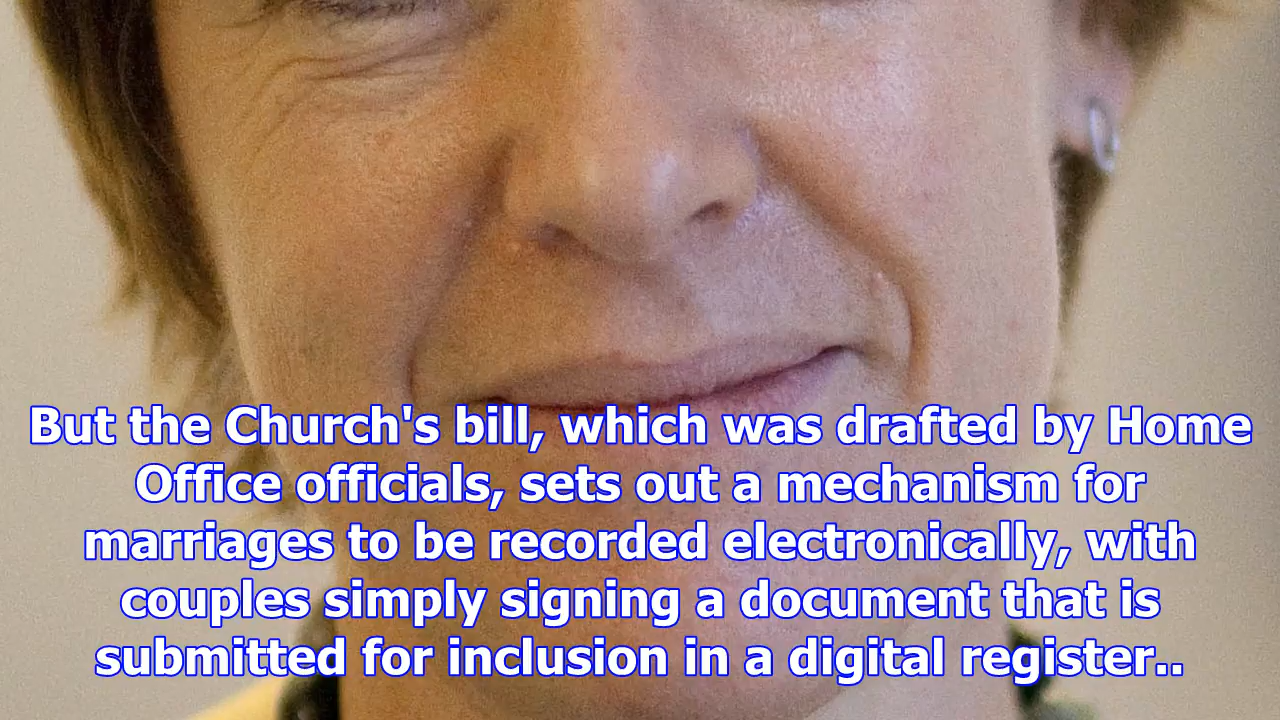 But the Church's bill, which was drafted by Home
Office officials, sets out a mechanism for
marriages to be recorded electronically, with
couples simply signing a document that is
submitted for inclusion in a digital register..